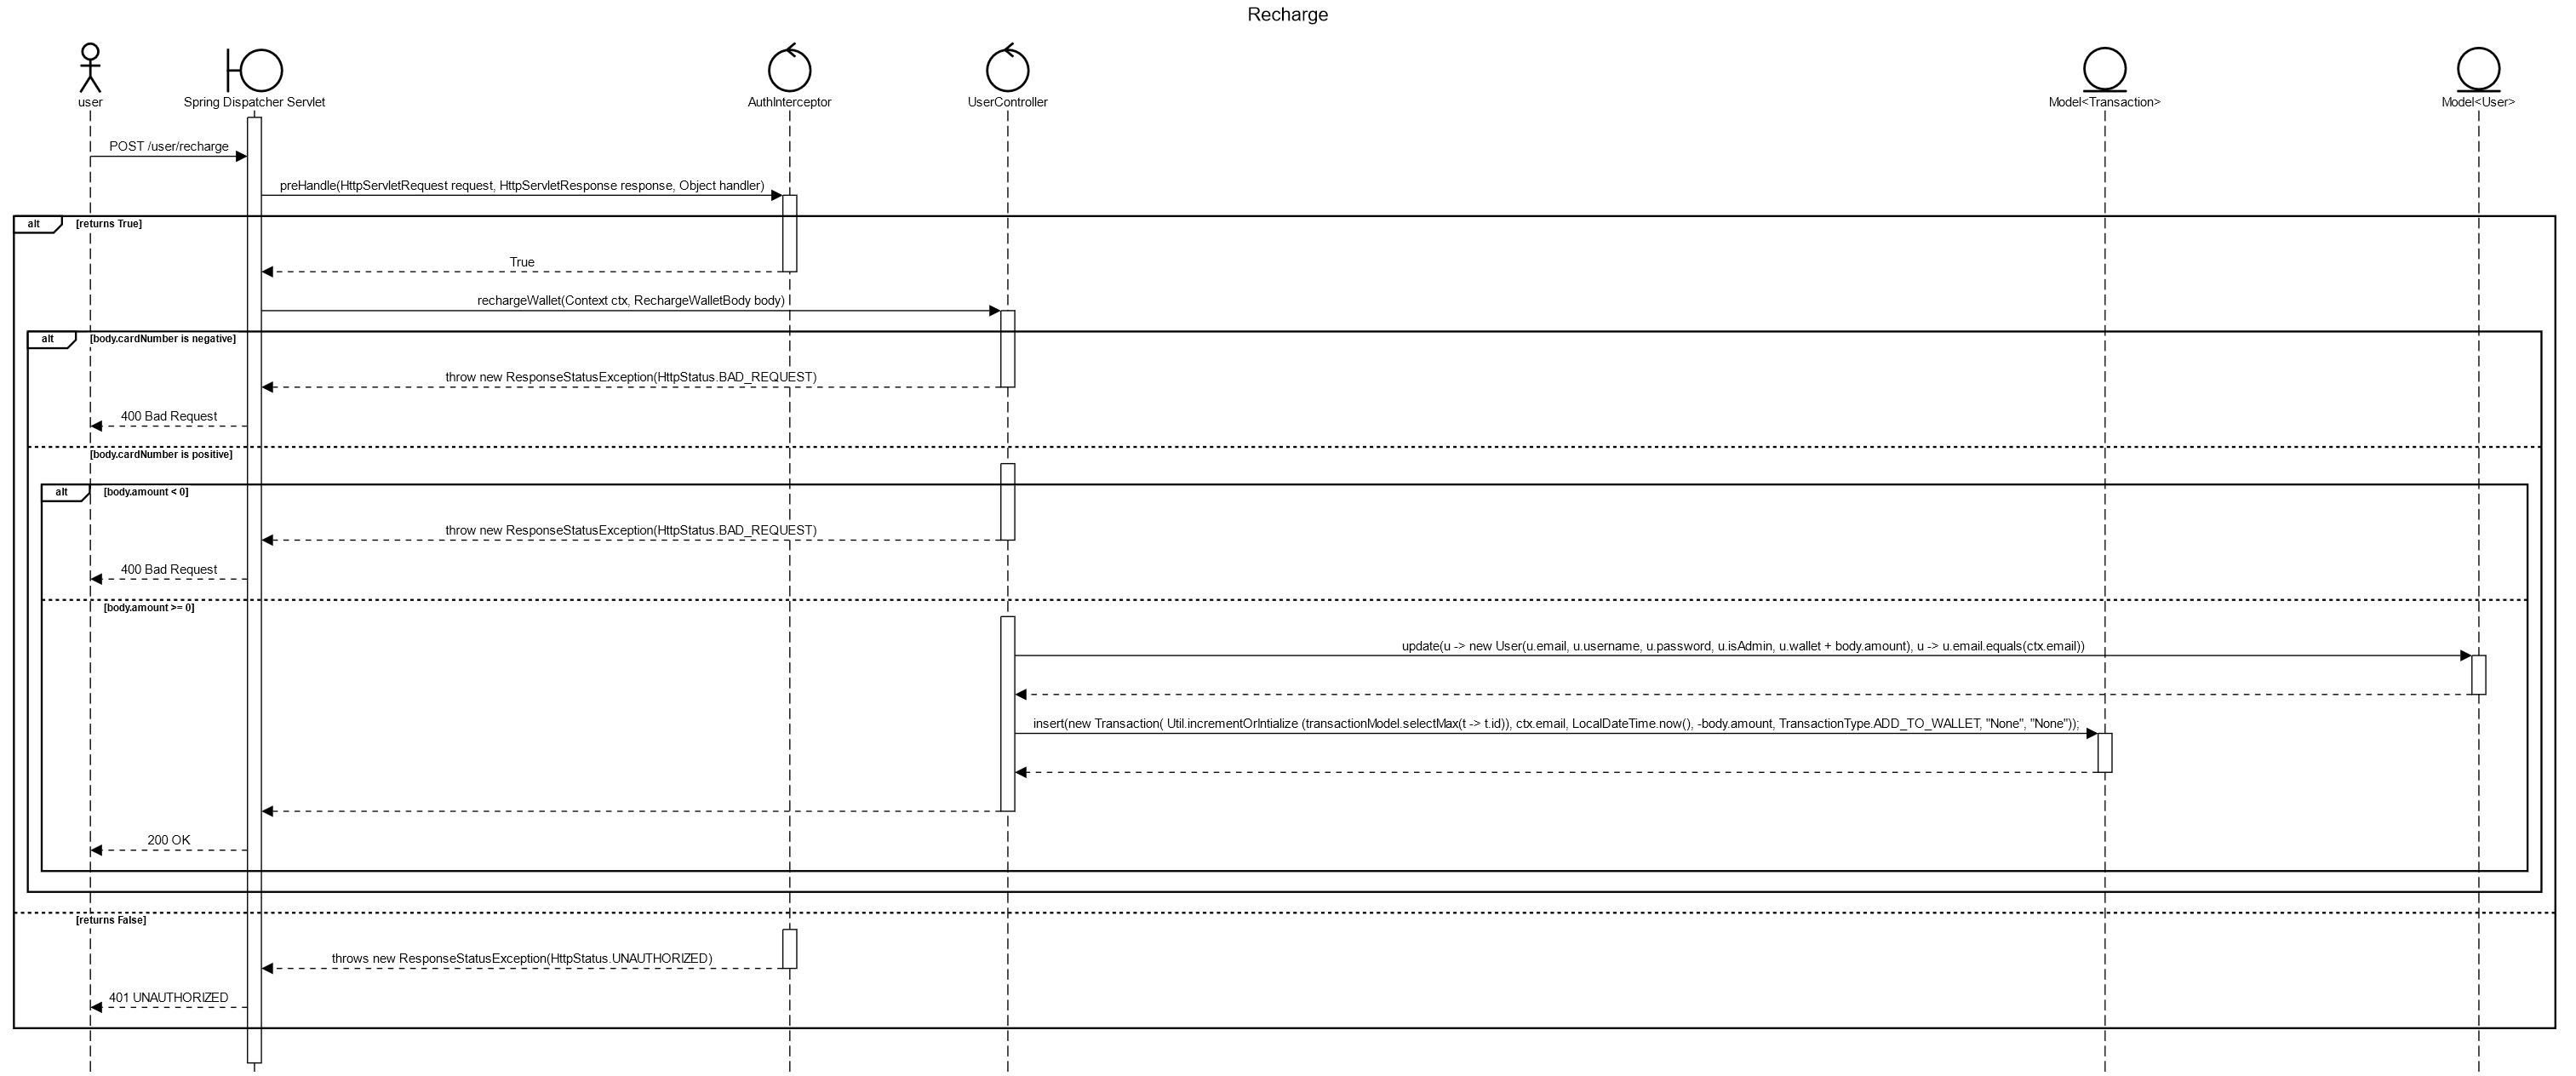 Recharge
user
Spring Dispatcher Servlet
AuthInterceptor
UserController
Model<Transaction>
Model<User>
POST /user/recharge
preHandle(HttpServletRequest request, HttpServletResponse response, Object handler)
alt
[returns True]
True
rechargeWallet(Context ctx, RechargeWalletBody body)
alt
[body.cardNumber is negative]
throw new ResponseStatusException(HttpStatus.BAD_REQUEST)
400 Bad Request
[body.cardNumber is positive]
alt
[body.amount < 0]
throw new ResponseStatusException(HttpStatus.BAD_REQUEST)
400 Bad Request
[body.amount >= 0]
update(u -> new User(u.email, u.username, u.password, u.isAdmin, u.wallet + body.amount), u -> u.email.equals(ctx.email))
insert(new Transaction( Util.incrementOrIntialize (transactionModel.selectMax(t -> t.id)), ctx.email, LocalDateTime.now(), -body.amount, TransactionType.ADD_TO_WALLET, "None", "None"));
200 OK
[returns False]
throws new ResponseStatusException(HttpStatus.UNAUTHORIZED)
401 UNAUTHORIZED